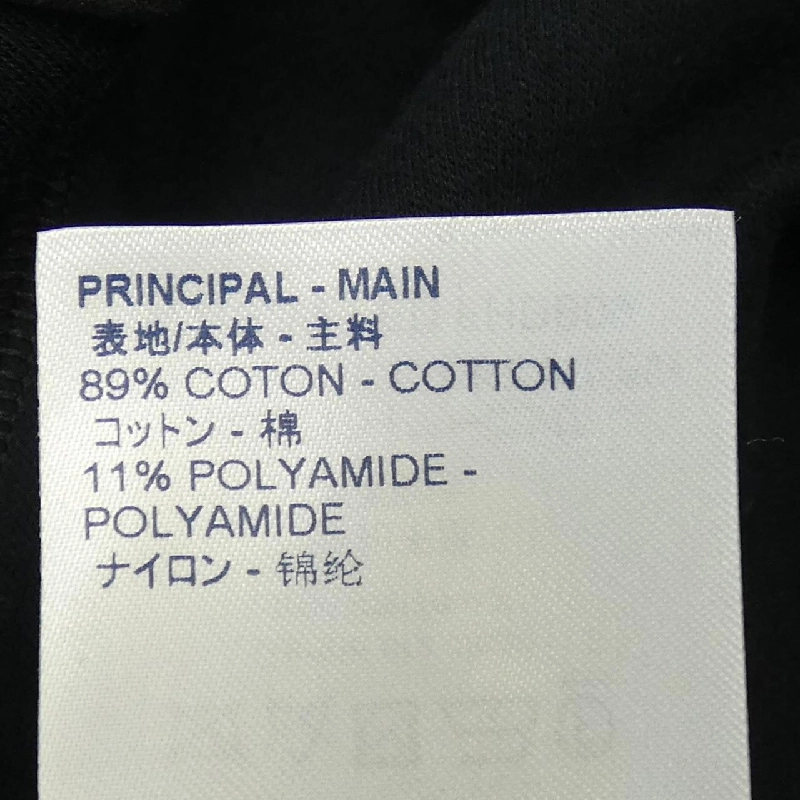 PRINCIPAL - MAIN
表地/本体 - 主料
89% COTON - COTTON
コットン - 棉
11% POLYAMIDE -
POLYAMIDE
ナイロン - 锦纶